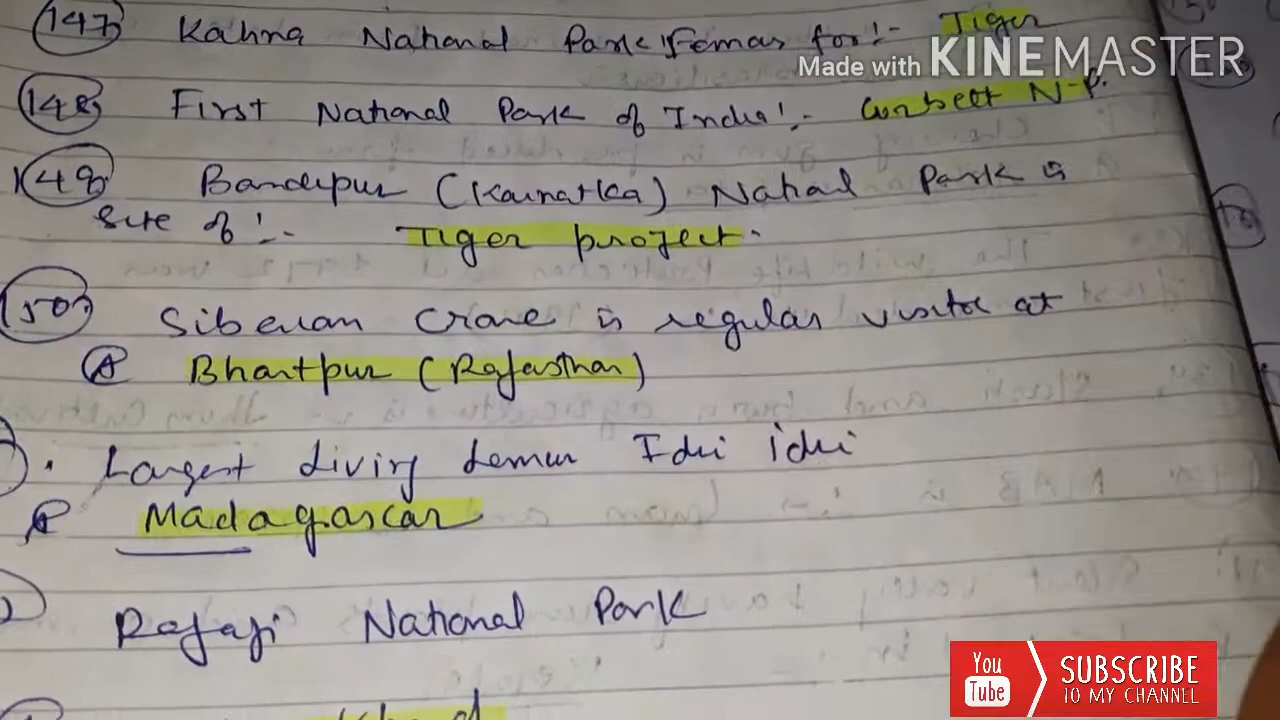 147) Kahna National Park Famas for:- Tiger
Made with KINEMASTER
148) First National Park of India:- Corbett N.P.
149) Bandipur (Karnatka) National Park is
Site of:- Tiger project.
150) Siberian Crane is regular visitor at
A Bhartpur (Rajasthan)
Largest living Lemur Idri idri
Madagascar
Rajaji National Park
You Tube SUBSCRIBE
TO MY CHANNEL